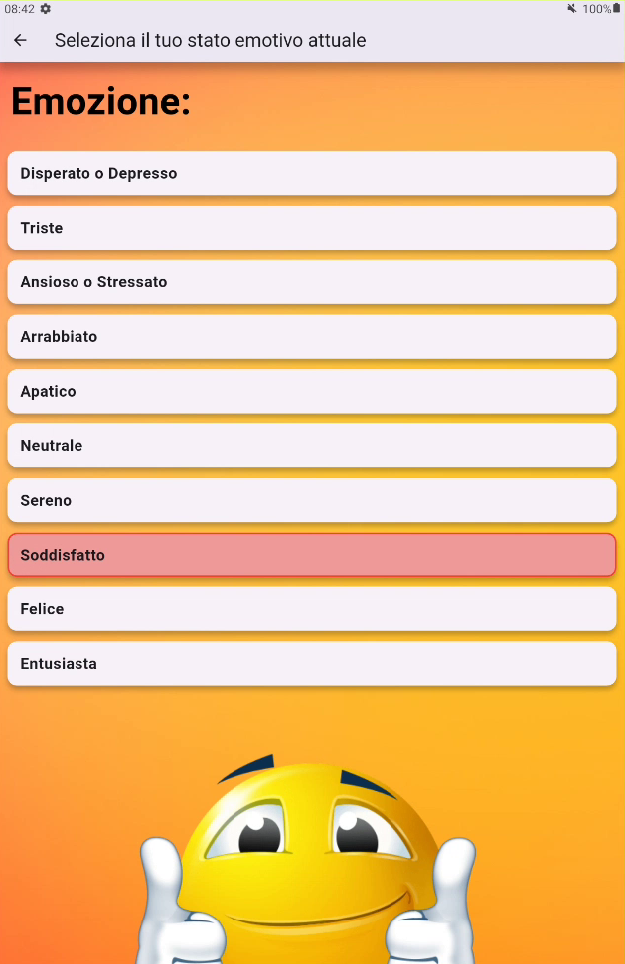 08:42 100%
Seleziona il tuo stato emotivo attuale
Emozione:
Disperato o Depresso
Triste
Ansioso o Stressato
Arrabbiato
Apatico
Neutrale
Sereno
Soddisfatto
Felice
Entusiasta